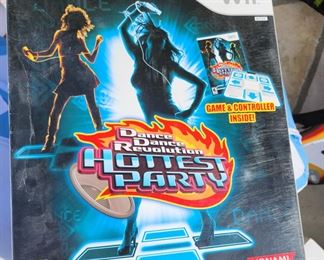 Wii
GAME & CONTROLLER
INSIDE!
Dance Dance
Revolution
HOTTEST
PARTY
KONAMI